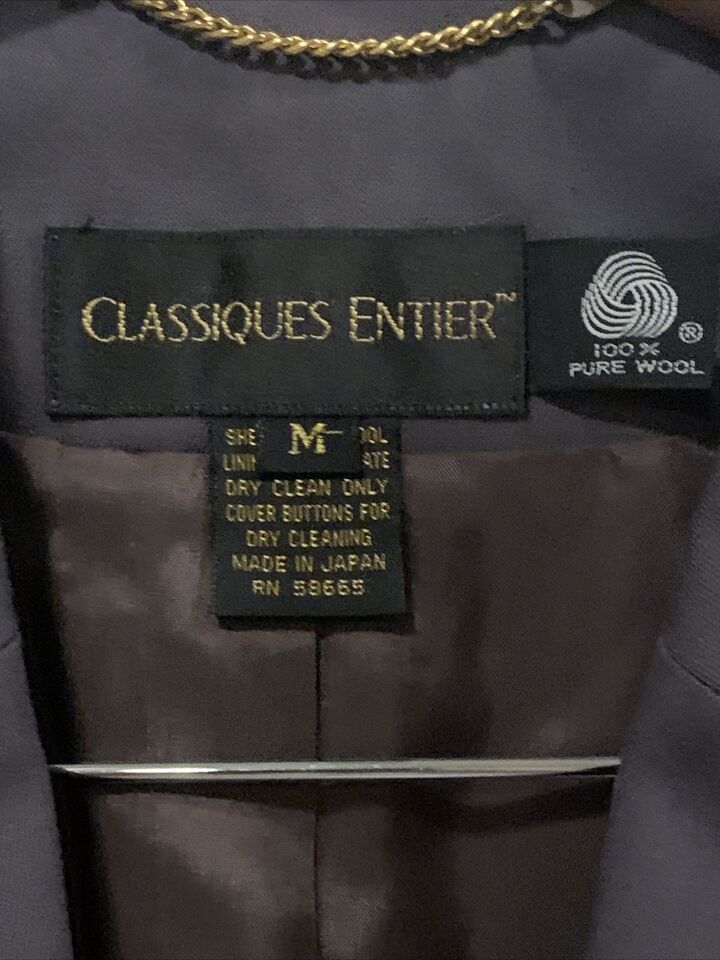 CLASSIQUES ENTIER™
®
100%
PURE WOOL
M
DRY CLEAN ONLY
COVER BUTTONS FOR
DRY CLEANING
MADE IN JAPAN
RN 58665